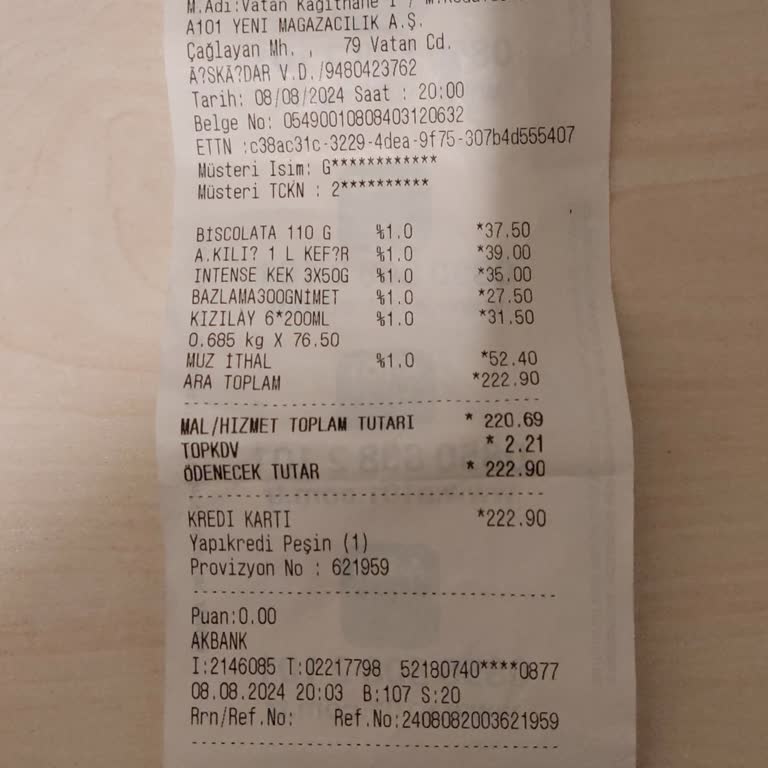 M.Adı:Vatan Kağıthane 1 /
A101 YENİ MAGAZACILIK A.Ş.
Çağlayan Mh. , 79 Vatan Cd.
Ä?SKÄ?DAR V.D./9480423762
Tarih: 08/08/2024 Saat : 20:00
Belge No: 05490010808403120632
ETTN :c38ac31c-3229-4dea-9f75-307b4d555407
Müsteri Isim: G************
Müsteri TCKN : 2**********
BİSCOLATA 110 G %1.0 *37.50
A.KILI? 1 L KEF?R %1.0 *39.00
INTENSE KEK 3X50G %1.0 *35.00
BAZLAMA300GNİMET %1.0 *27.50
KIZILAY 6*200ML %1.0 *31.50
0.685 kg X 76.50
MUZ İTHAL %1.0 *52.40
ARA TOPLAM *222.90
MAL/HIZMET TOPLAM TUTARI * 220.69
TOPKDV * 2.21
ÖDENECEK TUTAR * 222.90
KREDI KARTI *222.90
Yapıkredi Peşin (1)
Provizyon No : 621959
Puan:0.00
AKBANK
I:2146085 T:02217798 52180740****0877
08.08.2024 20:03 B:107 S:20
Rrn/Ref.No: Ref.No:2408082003621959